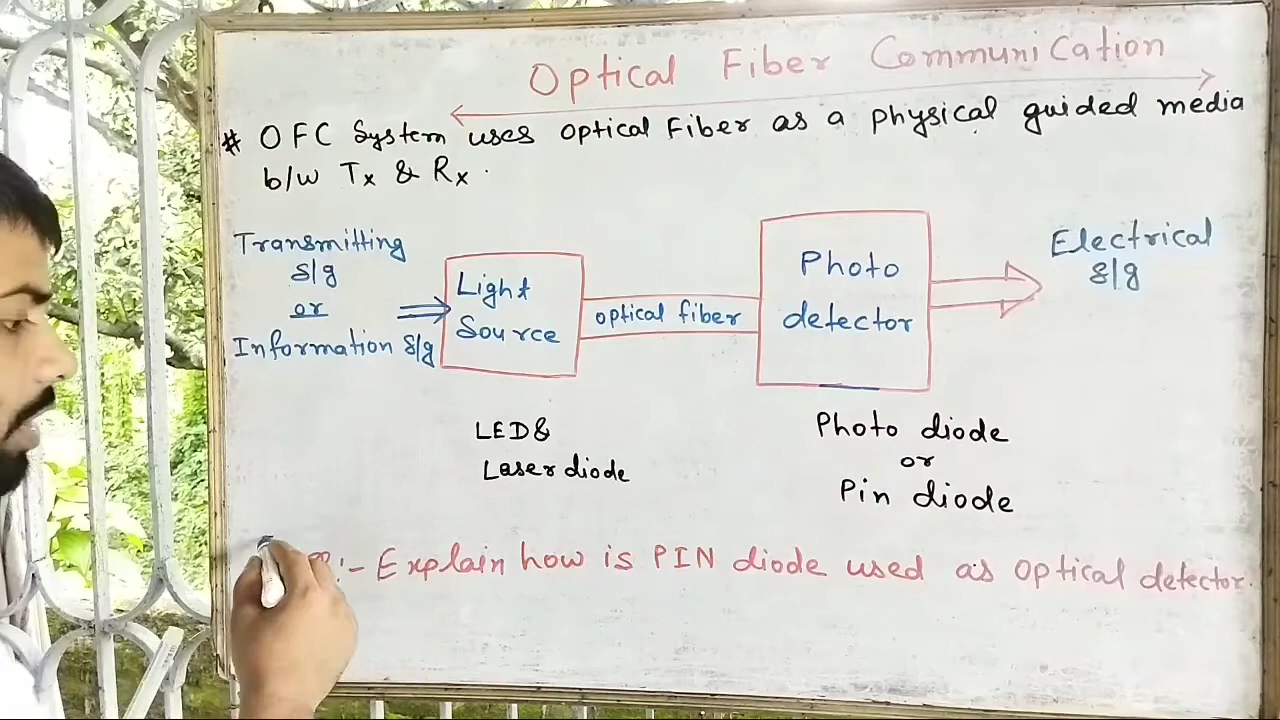 Optical Fiber Communication
# OFC System uses optical Fiber as a physical guided media
b/w Tx & Rx.
Transmitting
s/g
or
Information s/g
Light
Source
optical fiber
Photo
detector
Electrical
s/g
LED&
Laser diode
Photo diode
or
Pin diode
:- Explain how is PIN diode used as optical detector.